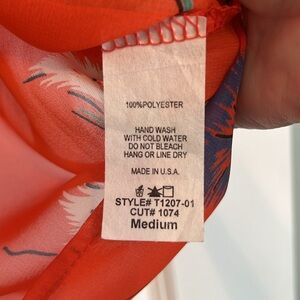 100%POLYESTER
HAND WASH
WITH COLD WATER
DO NOT BLEACH
HANG OR LINE DRY
MADE IN U.S.A.
STYLE# T1207-01
CUT# 1074
Medium